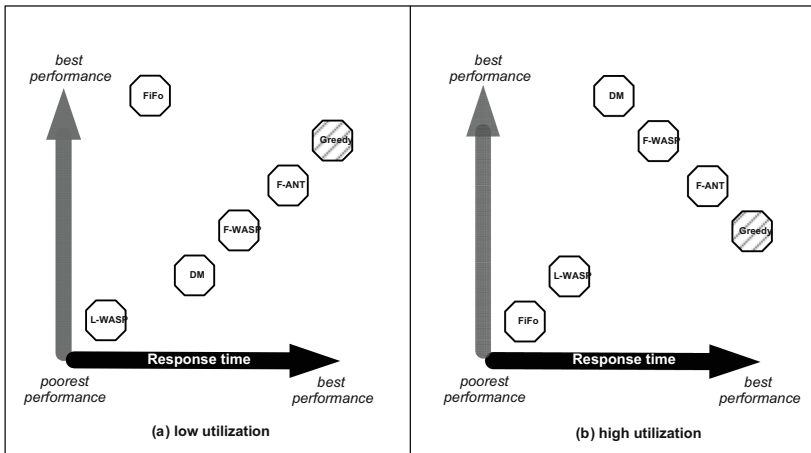 best
performance
FiFo
Greedy
F-ANT
F-WASP
DM
L-WASP
Response time
poorest
performance
best
performance
(a) low utilization
best
performance
DM
F-WASP
F-ANT
Greedy
L-WASP
FiFo
Response time
poorest
performance
best
performance
(b) high utilization